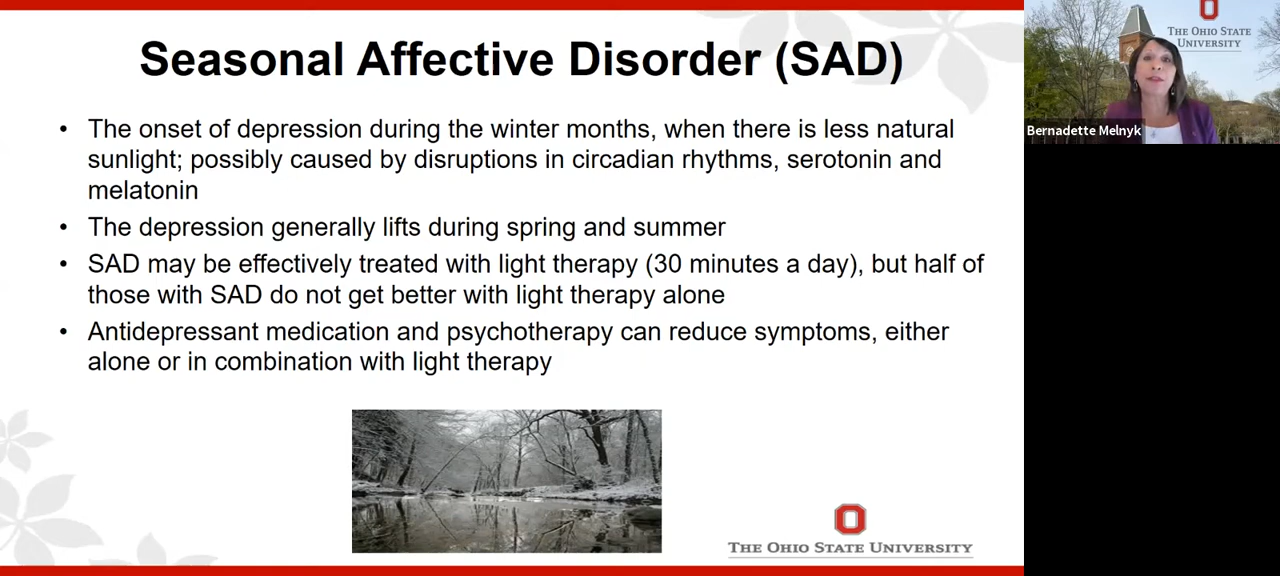 Seasonal Affective Disorder (SAD)
• The onset of depression during the winter months, when there is less natural
sunlight; possibly caused by disruptions in circadian rhythms, serotonin and
melatonin
• The depression generally lifts during spring and summer
• SAD may be effectively treated with light therapy (30 minutes a day), but half of
those with SAD do not get better with light therapy alone
• Antidepressant medication and psychotherapy can reduce symptoms, either
alone or in combination with light therapy
THE OHIO STATE UNIVERSITY
THE OHIO STATE
UNIVERSITY
Bernadette Melnyk